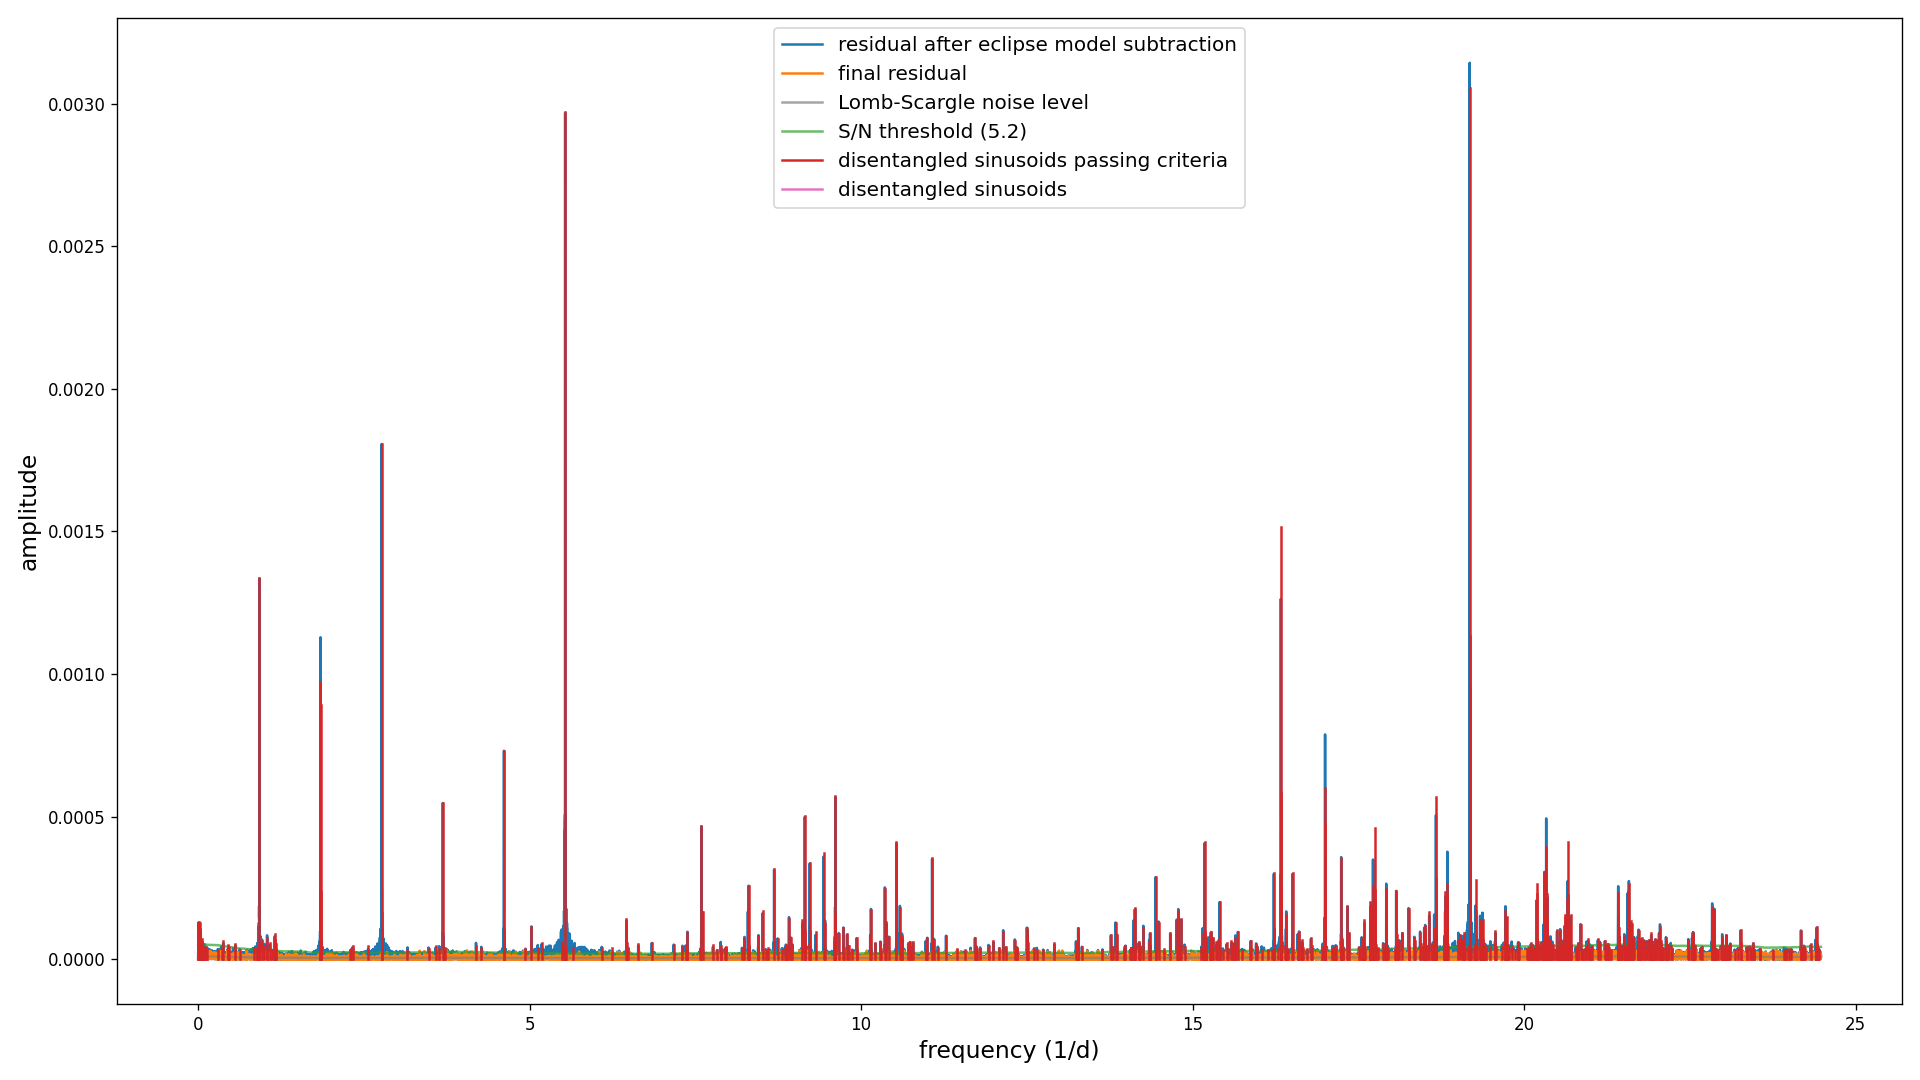 residual after eclipse model subtraction
final residual
Lomb-Scargle noise level
S/N threshold (5.2)
disentangled sinusoids passing criteria
disentangled sinusoids
0.0030
0.0025
0.0020
0.0015
0.0010
0.0005
0.0000
amplitude
0 5 10 15 20 25
frequency (1/d)